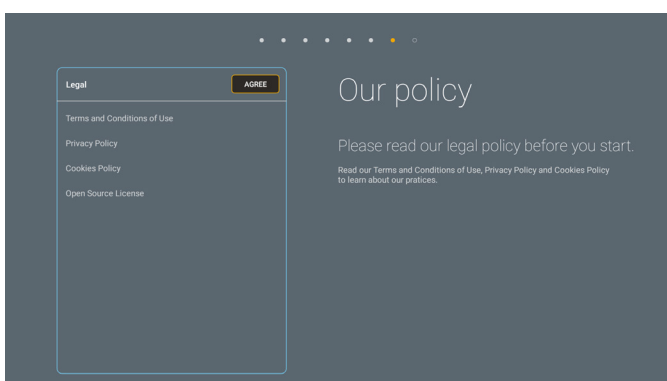 Legal
AGREE
Terms and Conditions of Use
Privacy Policy
Cookies Policy
Open Source License
Our policy
Please read our legal policy before you start.
Read our Terms and Conditions of Use, Privacy Policy and Cookies Policy
to learn about our pratices.